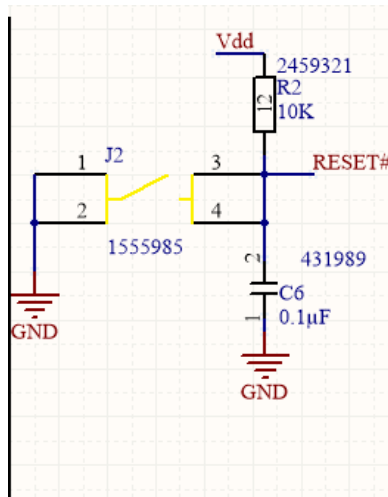 Vdd
2459321
R2
12
10K
1 J2 3
RESET#
2 4
1555985
2 431989
C6
1 0.1µF
GND
GND